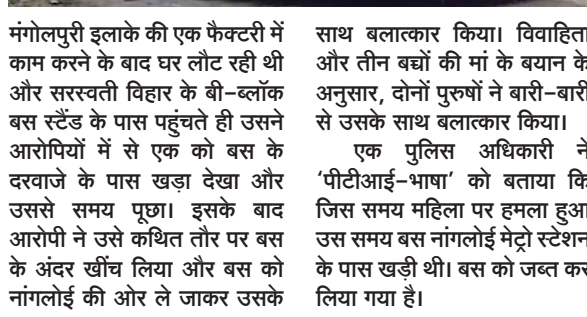 मंगोलपुरी इलाके की एक फैक्टरी में
काम करने के बाद घर लौट रही थी
और सरस्वती विहार के बी–ब्लॉक
बस स्टैंड के पास पहुंचते ही उसने
आरोपियों में से एक को बस के
दरवाजे के पास खड़ा देखा और
उससे समय पूछा। इसके बाद
आरोपी ने उसे कथित तौर पर बस
के अंदर खींच लिया और बस को
नांगलोई की ओर ले जाकर उसके
साथ बलात्कार किया। विवाहिता
और तीन बच्चों की मां के बयान के
अनुसार, दोनों पुरुषों ने बारी–बारी
से उसके साथ बलात्कार किया।
एक पुलिस अधिकारी ने
‘पीटीआई–भाषा’ को बताया कि
जिस समय महिला पर हमला हुआ
उस समय बस नांगलोई मेट्रो स्टेशन
के पास खड़ी थी। बस को जब्त कर
लिया गया है।